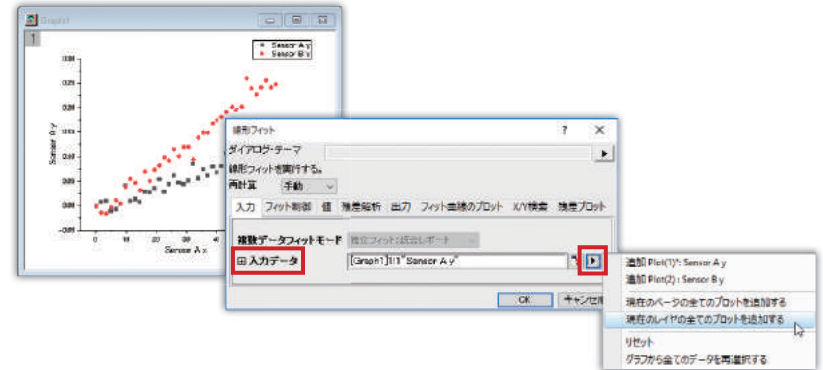 Graph1
1
Sensor A y
Sensor B y
Sensor A y
0
10
20
30
40
Sensor A x
線形フィット
? ×
ダイアログ・テーマ
線形フィットを実行する。
再計算 手動
入力 フィット制御 値 残差解析 出力 フィット曲線のプロット X/Y検索 残差プロット
複数データフィットモード 独立フィット:統合レポート
入力データ [Graph1]1!1"Sensor A y"
OK キャンセル
追加 Plot(1)*: Sensor A y
追加 Plot(2) : Sensor B y
現在のページの全てのプロットを追加する
現在のレイヤの全てのプロットを追加する
リセット
グラフから全てのデータを再選択する